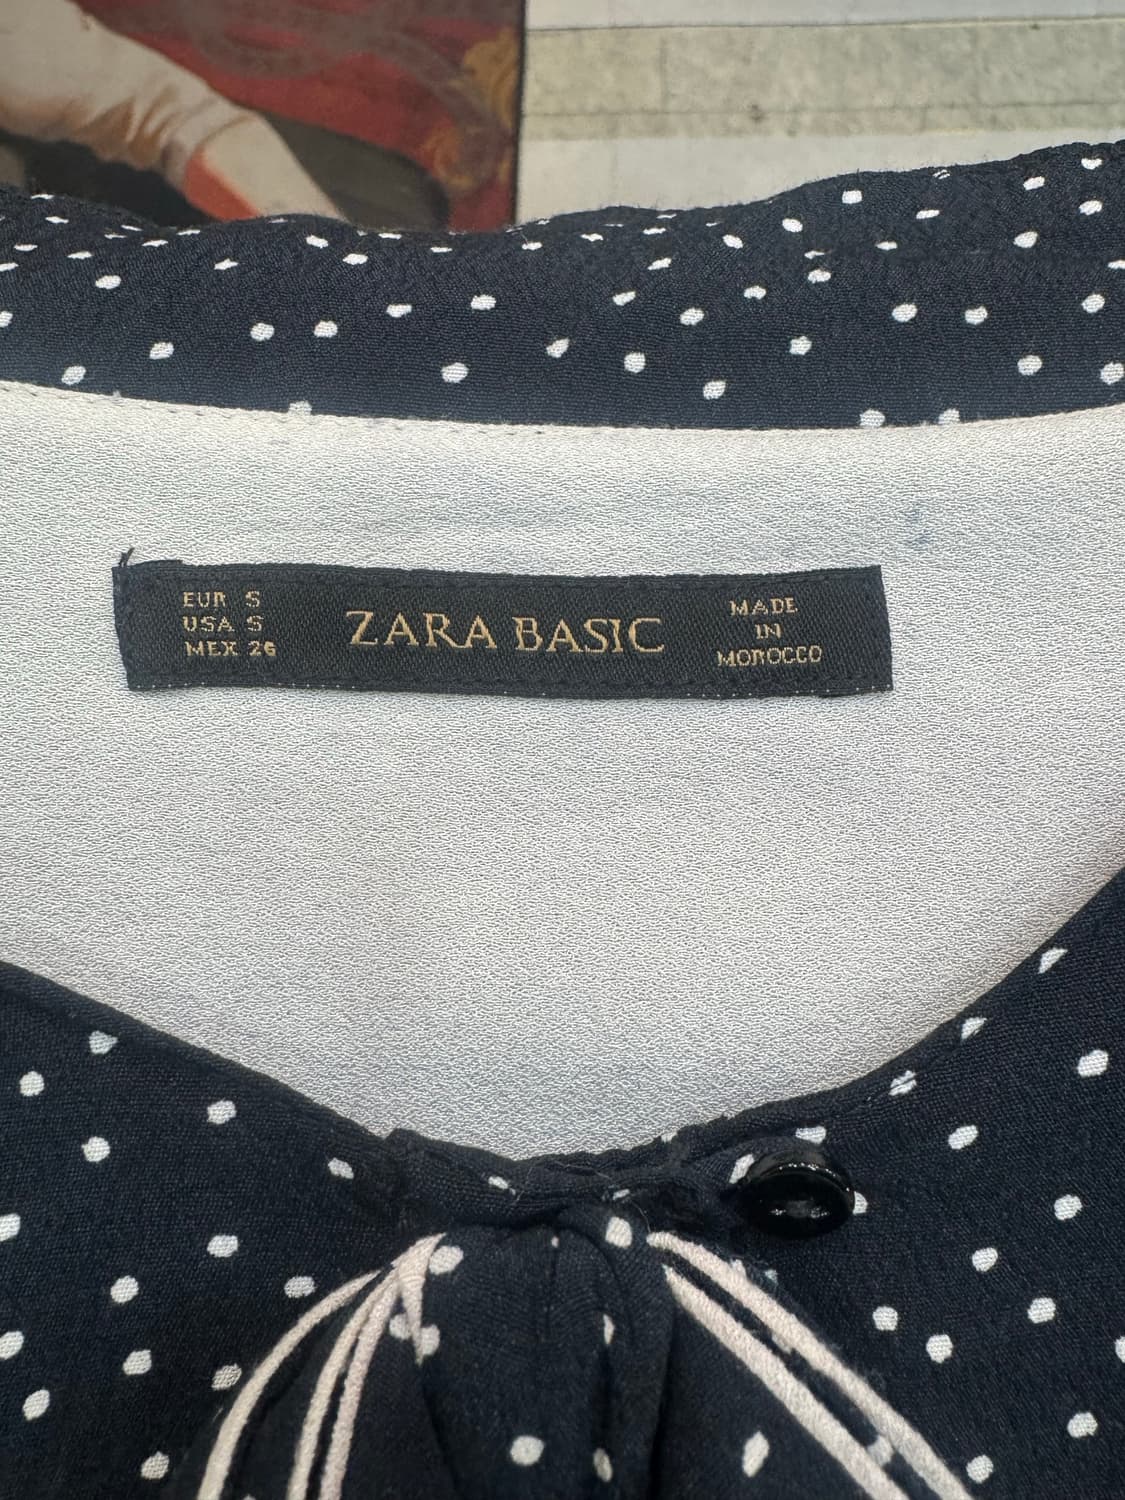 EUR S
USA S
MEX 26
ZARA BASIC
MADE
IN
MOROCCO